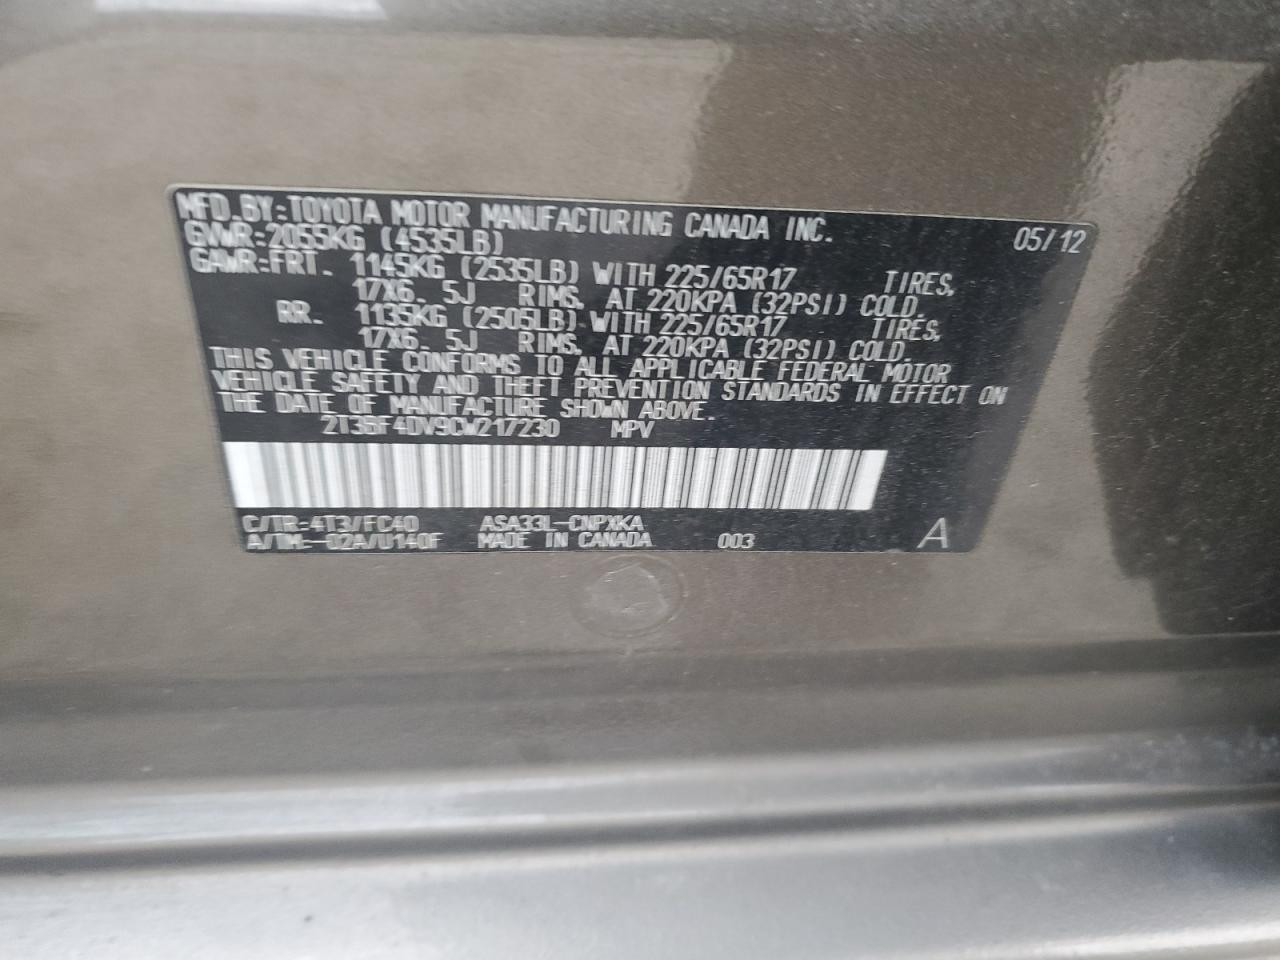 MFD.BY:TOYOTA MOTOR MANUFACTURING CANADA INC. 05/12
GVWR:2055KG (4535LB)
GAWR:FRT. 1145KG (2535LB) WITH 225/65R17 TIRES,
17X6.5J RIMS, AT 220KPA (32PSI) COLD.
RR. 1135KG (2505LB) WITH 225/65R17 TIRES,
17X6.5J RIMS, AT 220KPA (32PSI) COLD.
THIS VEHICLE CONFORMS TO ALL APPLICABLE FEDERAL MOTOR
VEHICLE SAFETY AND THEFT PREVENTION STANDARDS IN EFFECT ON
THE DATE OF MANUFACTURE SHOWN ABOVE.
2T3BF4DV9CW217230 MPV
C/TR:4T3/FC40 ASA33L-CNPXKA
A/TM:-02A/U140F MADE IN CANADA 003 A